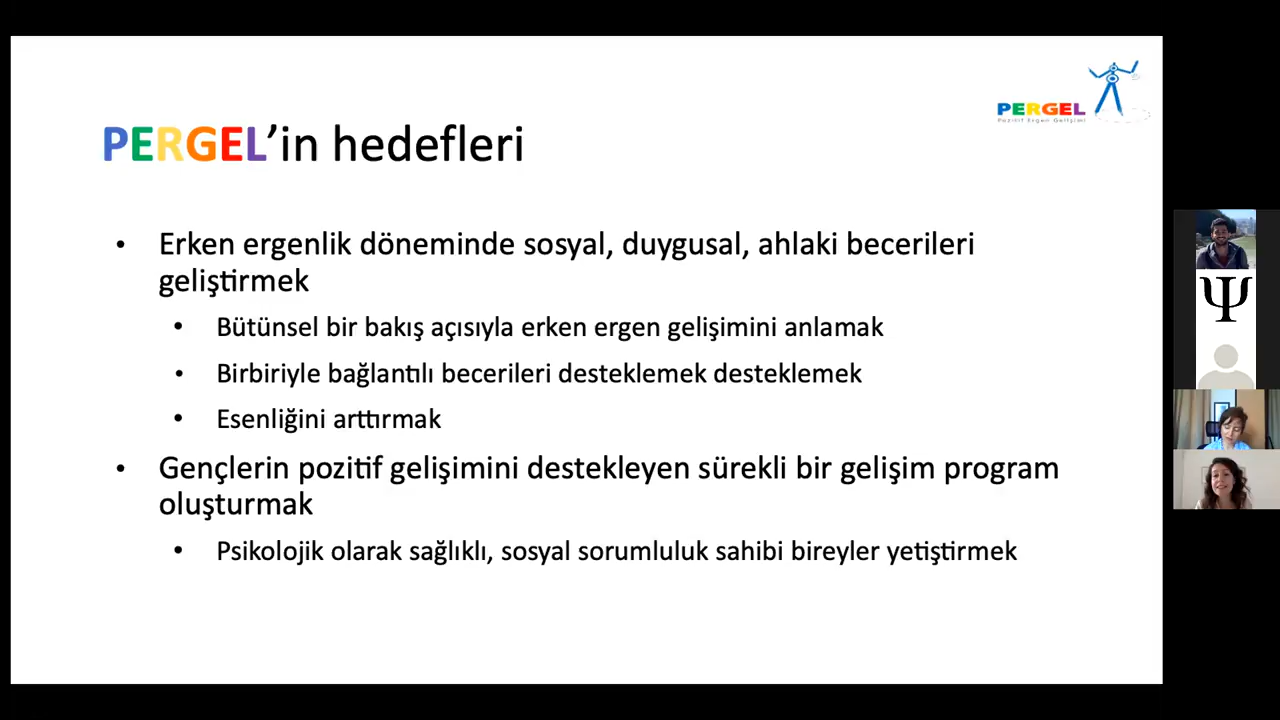 PERGEL
Pozitif Ergen Gelişimi
PERGEL’in hedefleri
• Erken ergenlik döneminde sosyal, duygusal, ahlaki becerileri
geliştirmek
• Bütünsel bir bakış açısıyla erken ergen gelişimini anlamak
• Birbiriyle bağlantılı becerileri desteklemek desteklemek
• Esenliğini arttırmak
• Gençlerin pozitif gelişimini destekleyen sürekli bir gelişim program
oluşturmak
• Psikolojik olarak sağlıklı, sosyal sorumluluk sahibi bireyler yetiştirmek
Ψ